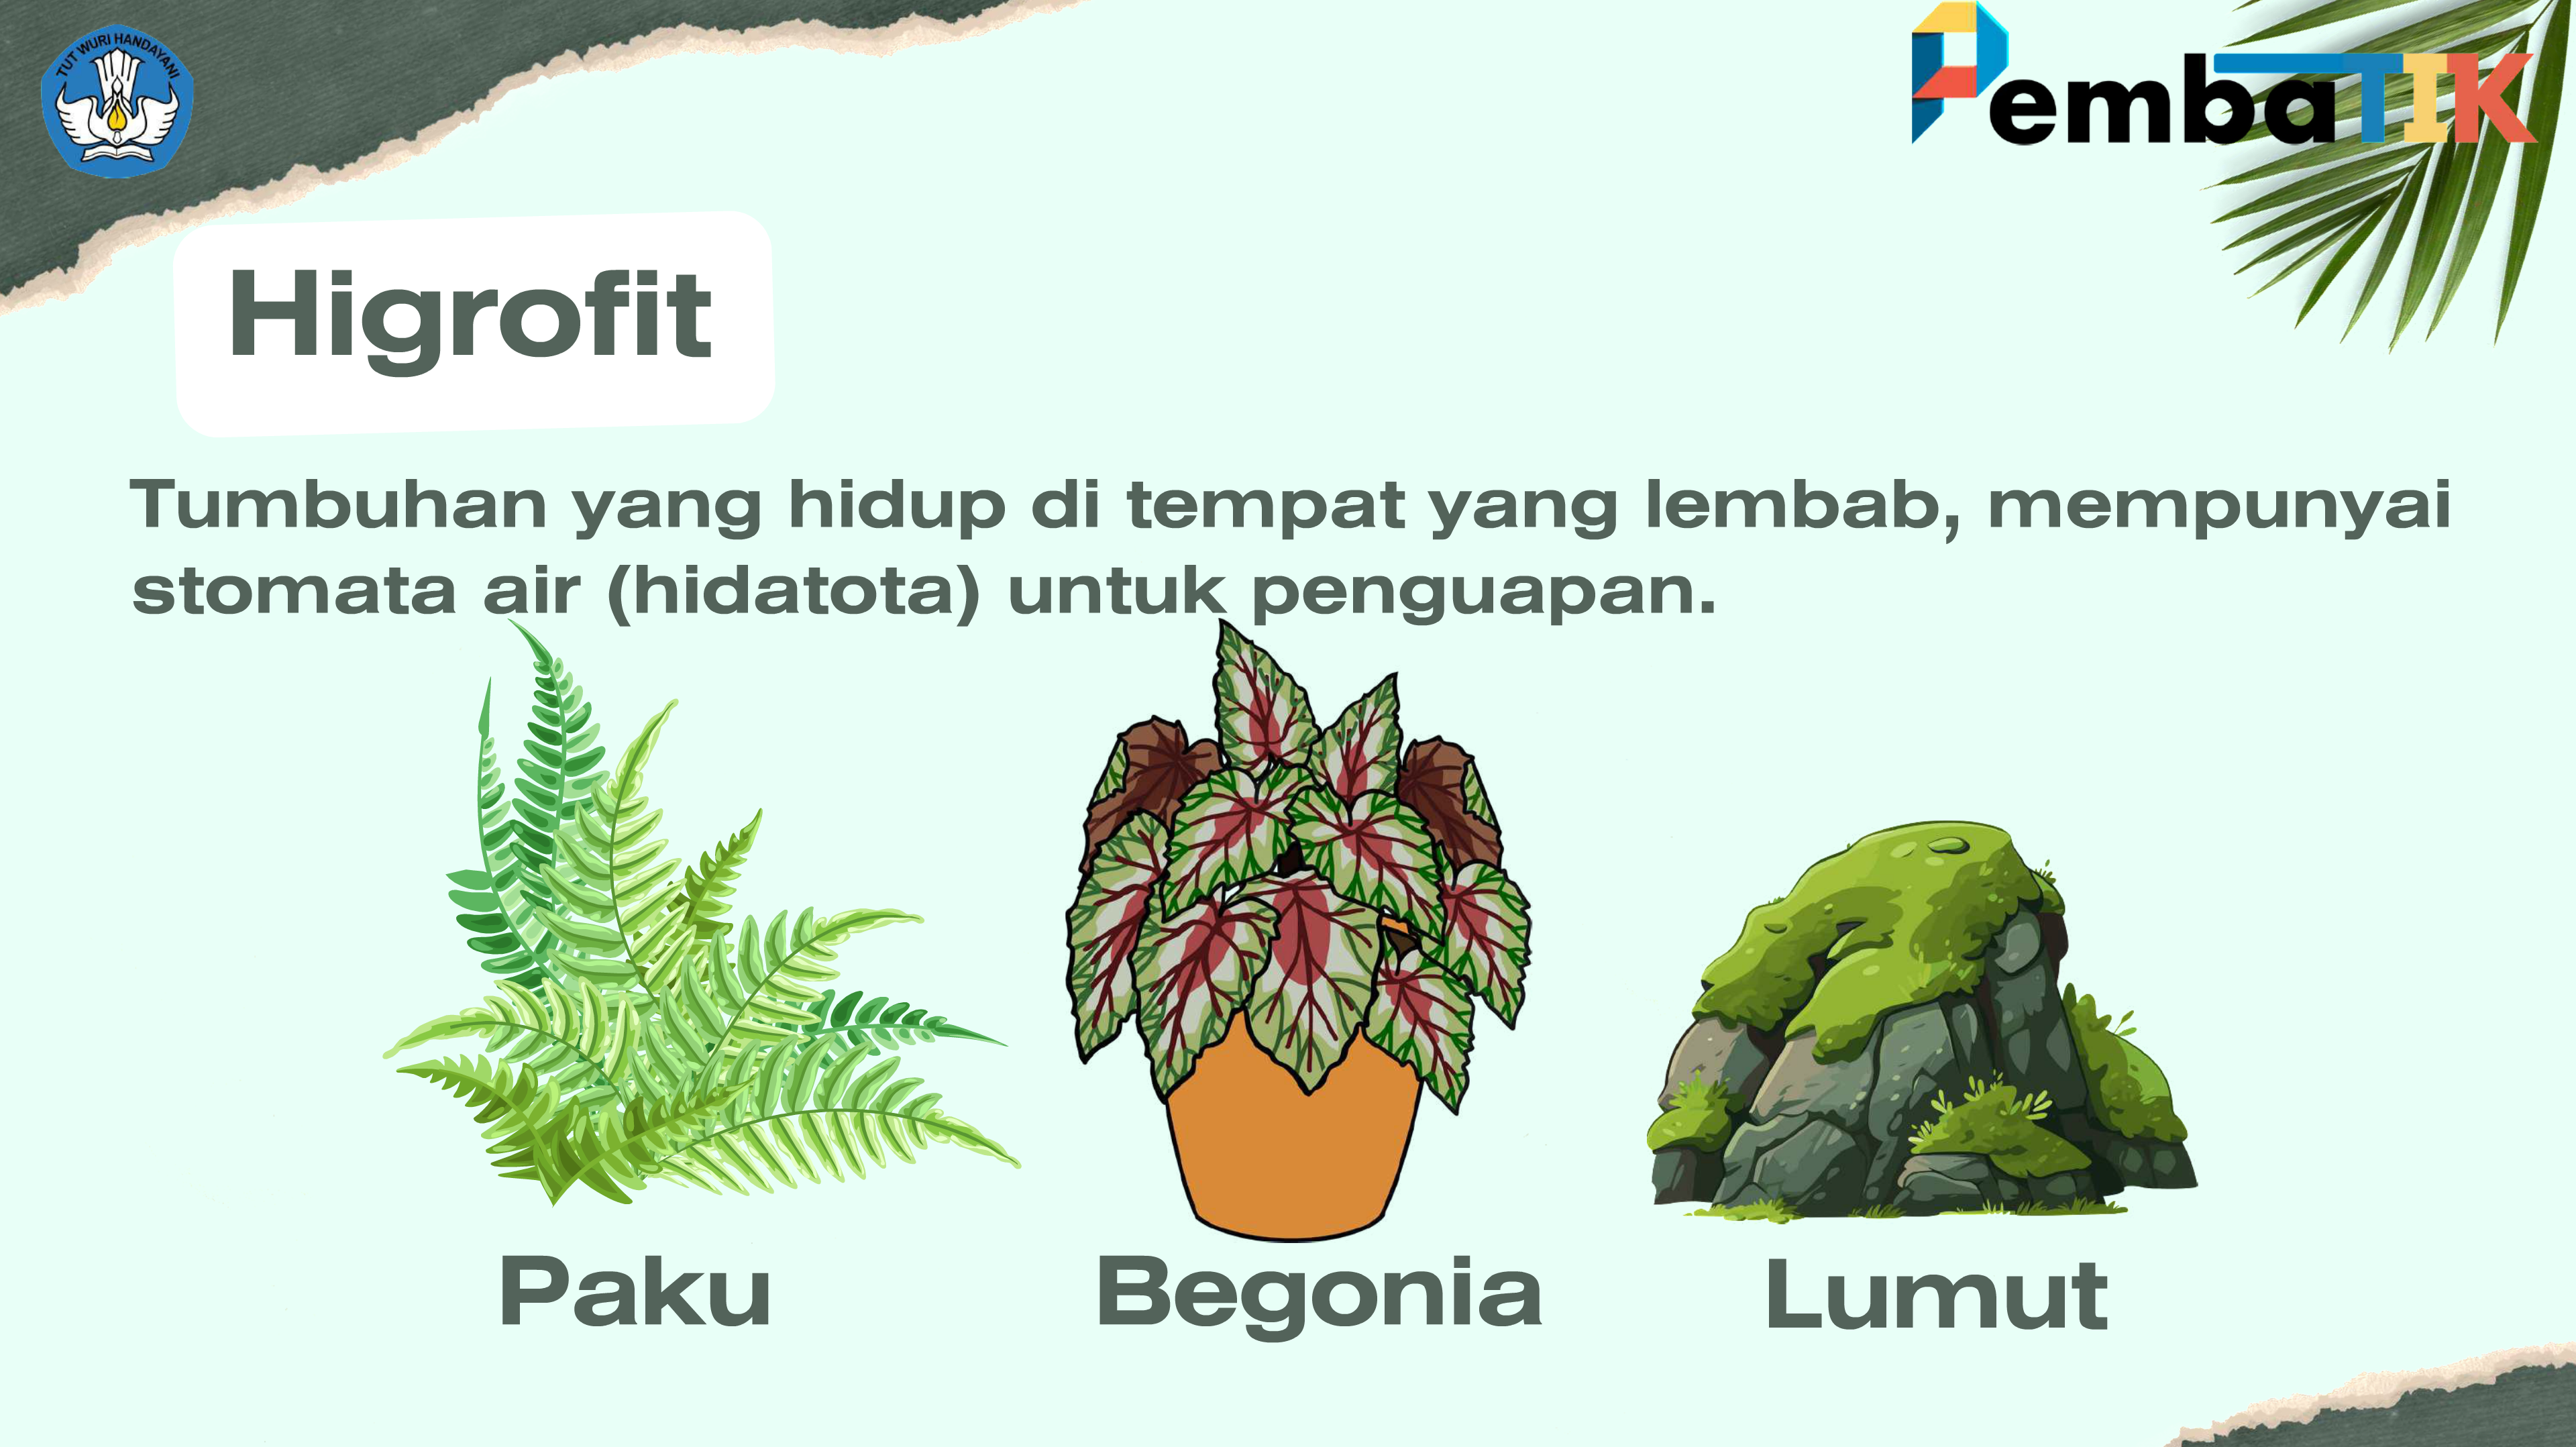 TUT WURI HANDAYANI
PembaTIK
Higrofit
Tumbuhan yang hidup di tempat yang lembab, mempunyai
stomata air (hidatota) untuk penguapan.
Paku
Begonia
Lumut